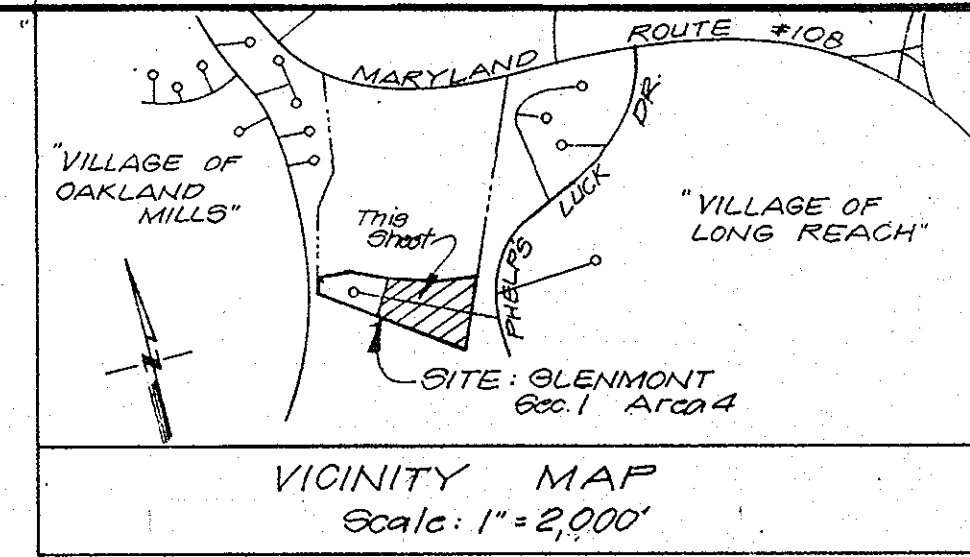 MARYLAND ROUTE #108
"VILLAGE OF
OAKLAND
MILLS"
This
Sheet
PHELPS LUCK DR.
"VILLAGE OF
LONG REACH"
N
SITE: GLENMONT
Sec. 1 Area 4
VICINITY MAP
Scale: 1" = 2,000'